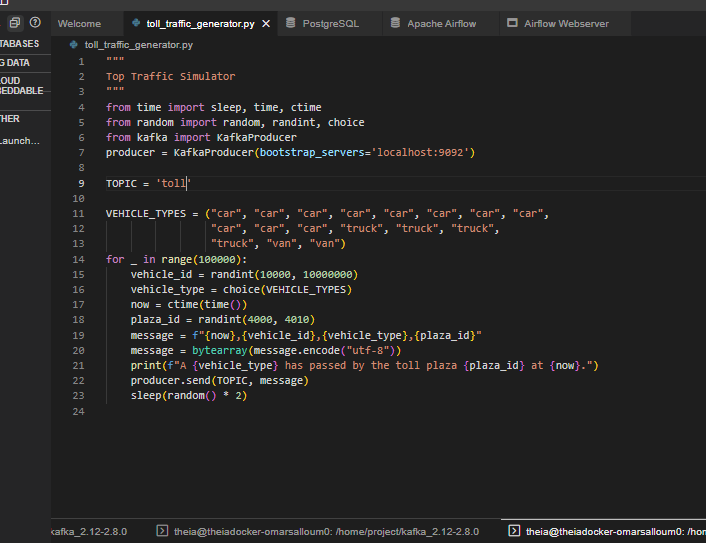 Welcome
toll_traffic_generator.py
PostgreSQL
Apache Airflow
Airflow Webserver
TABASES
G DATA
OUD
BEDDABLE
HER
Launch...
toll_traffic_generator.py
1 """
2 Top Traffic Simulator
3 """
4 from time import sleep, time, ctime
5 from random import random, randint, choice
6 from kafka import KafkaProducer
7 producer = KafkaProducer(bootstrap_servers='localhost:9092')
8
9 TOPIC = 'toll'
10
11 VEHICLE_TYPES = ("car", "car", "car", "car", "car", "car", "car", "car",
12 "car", "car", "car", "truck", "truck", "truck",
13 "truck", "van", "van")
14 for _ in range(100000):
15 vehicle_id = randint(10000, 10000000)
16 vehicle_type = choice(VEHICLE_TYPES)
17 now = ctime(time())
18 plaza_id = randint(4000, 4010)
19 message = f"{now},{vehicle_id},{vehicle_type},{plaza_id}"
20 message = bytearray(message.encode("utf-8"))
21 print(f"A {vehicle_type} has passed by the toll plaza {plaza_id} at {now}.")
22 producer.send(TOPIC, message)
23 sleep(random() * 2)
24
kafka_2.12-2.8.0
theia@theiadocker-omarsalloum0: /home/project/kafka_2.12-2.8.0
theia@theiadocker-omarsalloum0: /hom